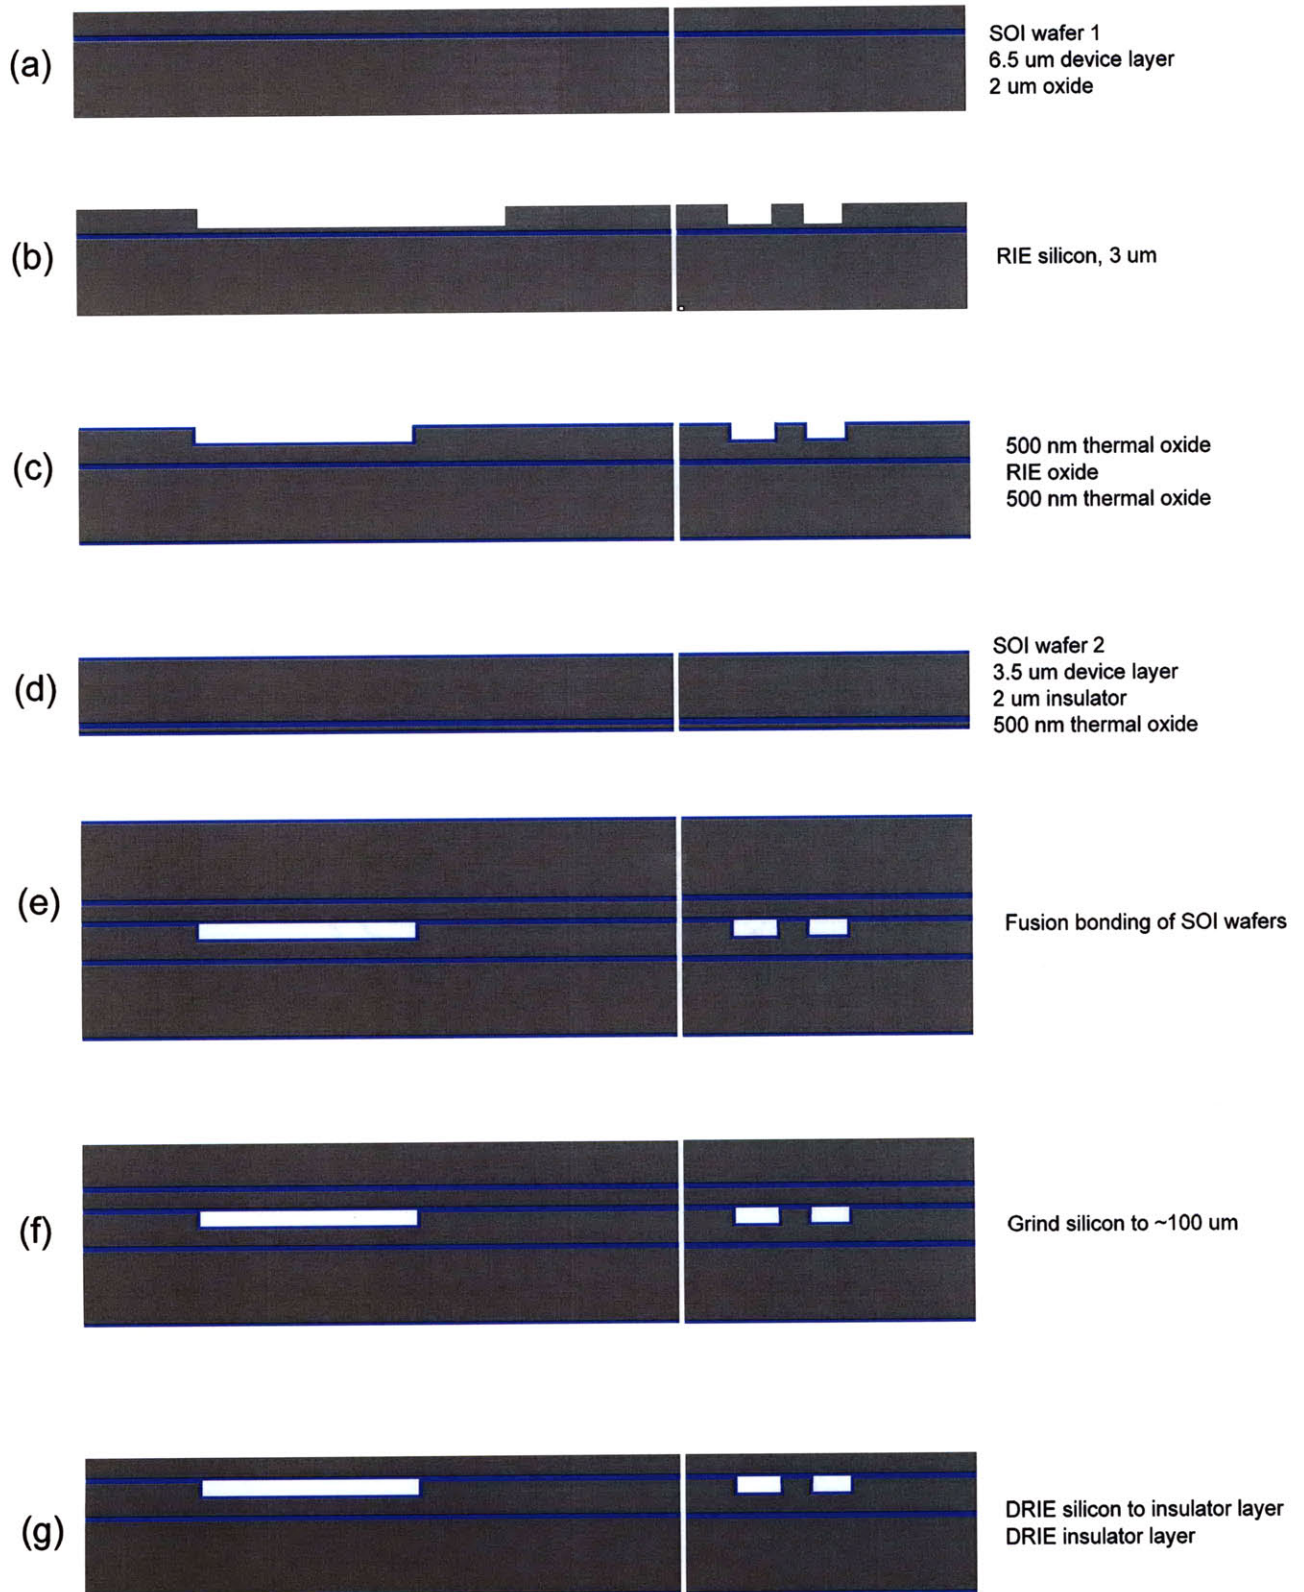 (a)
SOI wafer 1
6.5 um device layer
2 um oxide
(b)
RIE silicon, 3 um
(c)
500 nm thermal oxide
RIE oxide
500 nm thermal oxide
(d)
SOI wafer 2
3.5 um device layer
2 um insulator
500 nm thermal oxide
(e)
Fusion bonding of SOI wafers
(f)
Grind silicon to ~100 um
(g)
DRIE silicon to insulator layer
DRIE insulator layer